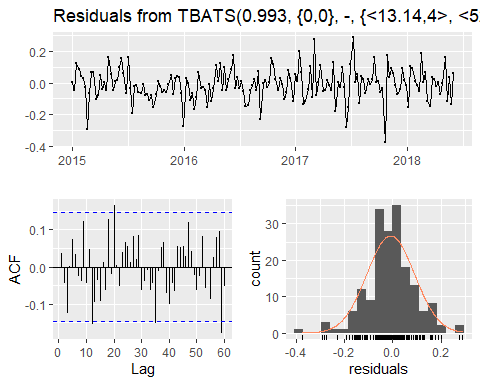 Residuals from TBATS(0.993, {0,0}, -, {<13.14,4>, <5
0.2
0.0
-0.2
-0.4
2015 2016 2017 2018
0.1
0.0
-0.1
0 10 20 30 40 50 60
Lag
ACF
30
20
10
0
-0.4 -0.2 0.0 0.2
residuals
count